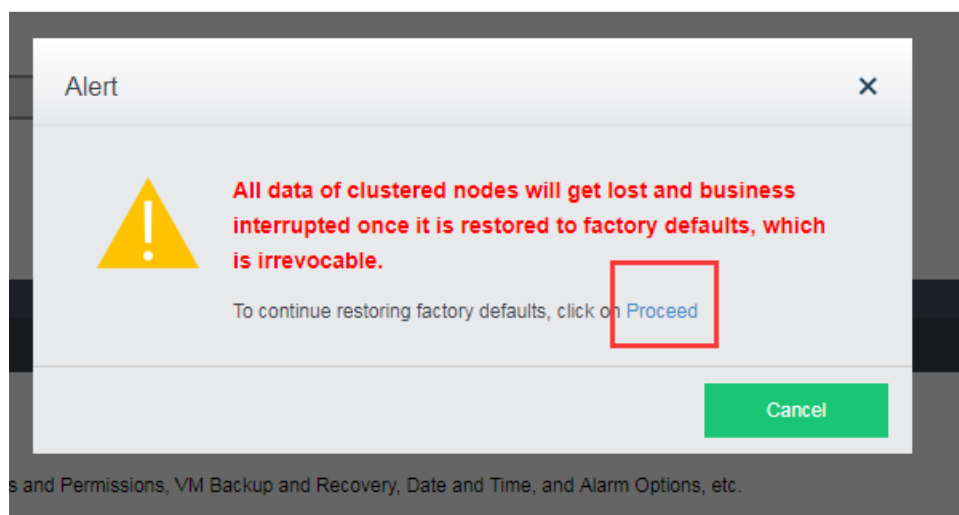 Alert
All data of clustered nodes will get lost and business
interrupted once it is restored to factory defaults, which
is irrevocable.
To continue restoring factory defaults, click on Proceed
Cancel
s and Permissions, VM Backup and Recovery, Date and Time, and Alarm Options, etc.